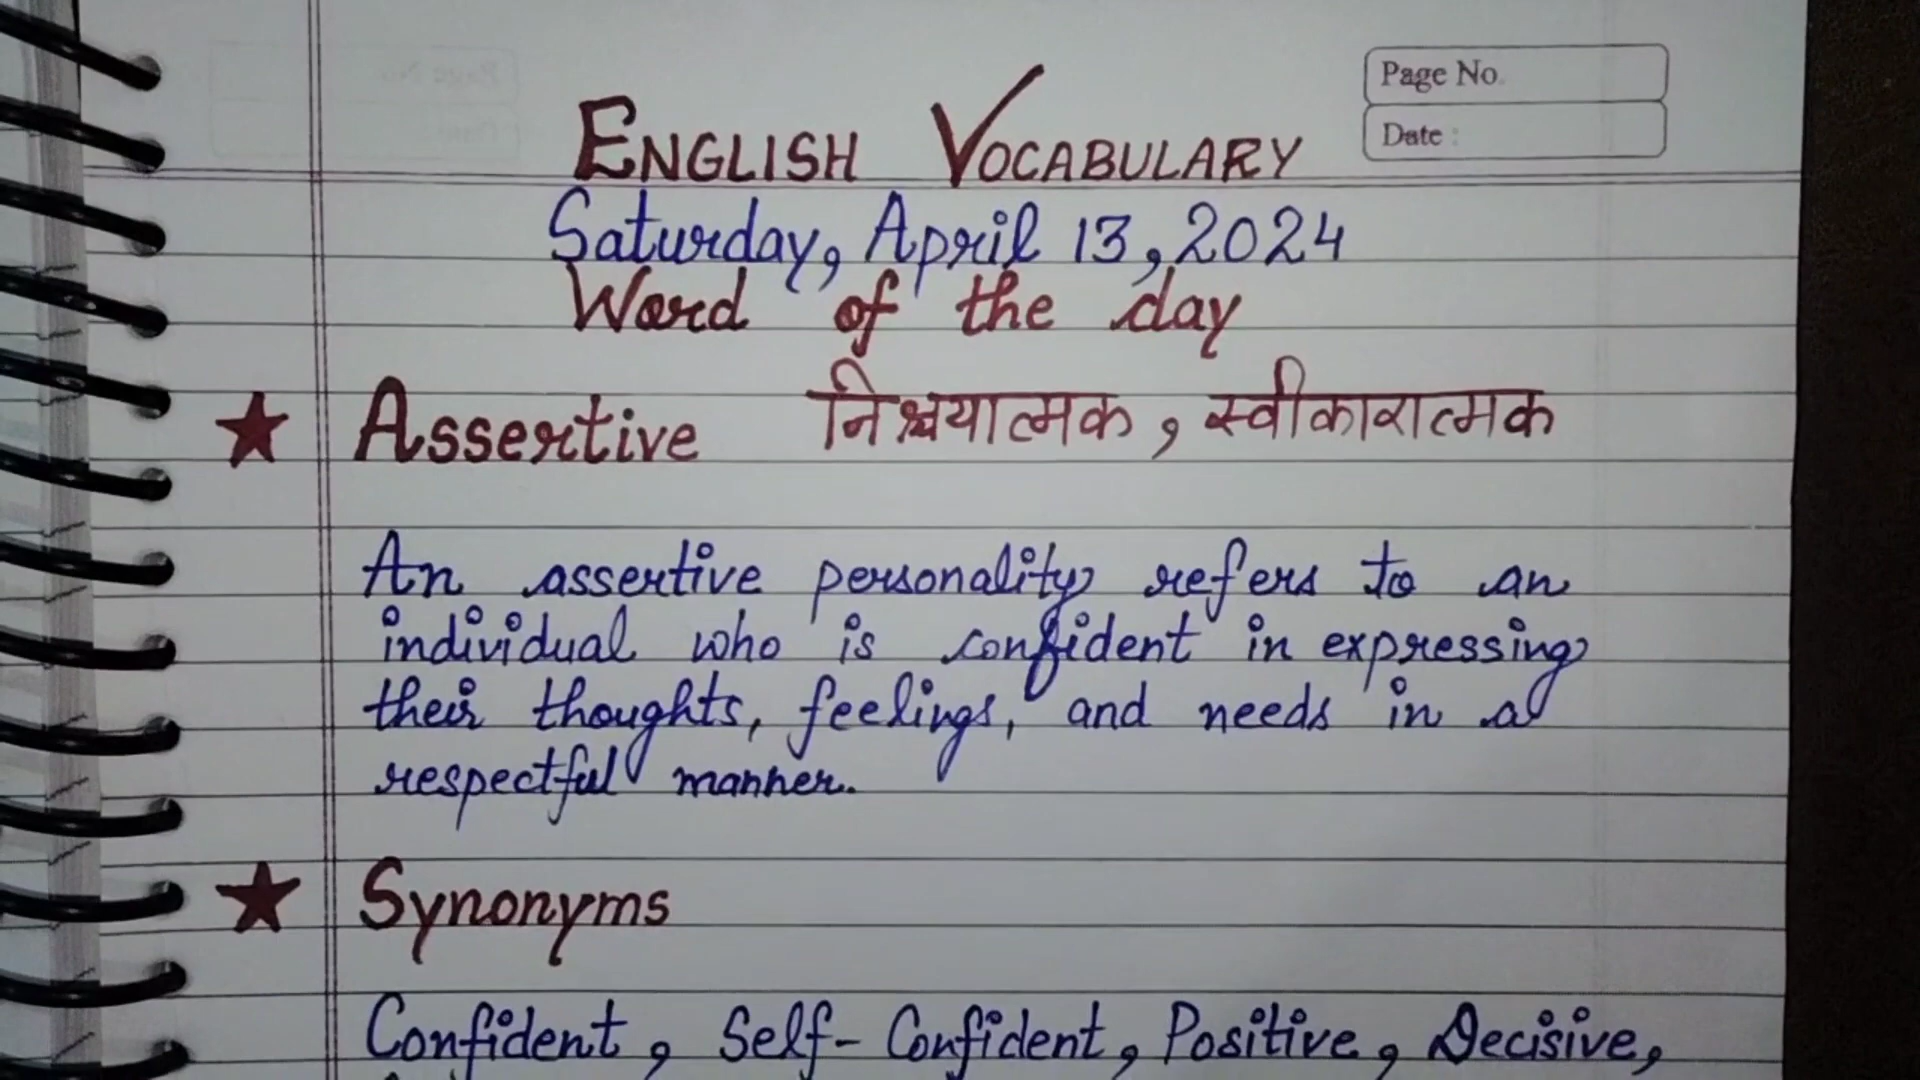 Page No.
Date :
ENGLISH VOCABULARY
Saturday, April 13, 2024
Word of the day
★ Assertive निश्चयात्मक, स्वीकारात्मक
An assertive personality refers to an
individual who is confident in expressing
their thoughts, feelings, and needs in a
respectful manner.
★ Synonyms
Confident, Self-Confident, Positive, Decisive,